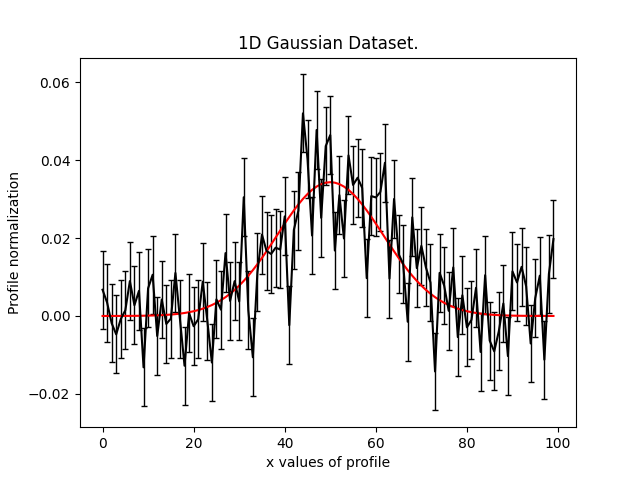 1D Gaussian Dataset.
0.06
0.04
0.02
0.00
−0.02
Profile normalization
0 20 40 60 80 100
x values of profile